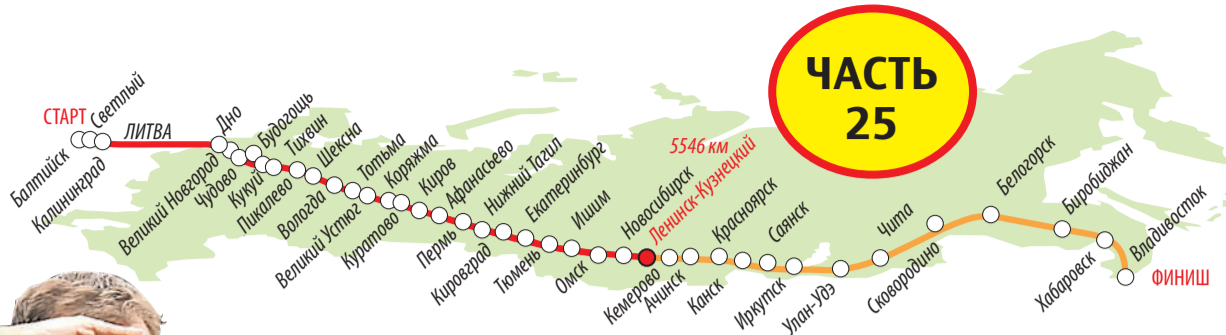 ЧАСТЬ
25
СТАРТ
Балтийск
Светлый
Калининград
ЛИТВА
Дно
Великий Новгород
Чудово
Будогощь
Кукуй
Тихвин
Пикалево
Шексна
Вологда
Тотьма
Великий Устюг
Коряжма
Куратово
Киров
Афанасьево
Пермь
Нижний Тагил
Кировград
Екатеринбург
Тюмень
Ишим
Омск
Новосибирск
5546 км
Ленинск-Кузнецкий
Кемерово
Ачинск
Красноярск
Канск
Саянск
Иркутск
Улан-Удэ
Чита
Сковородино
Белогорск
Биробиджан
Хабаровск
Владивосток
ФИНИШ